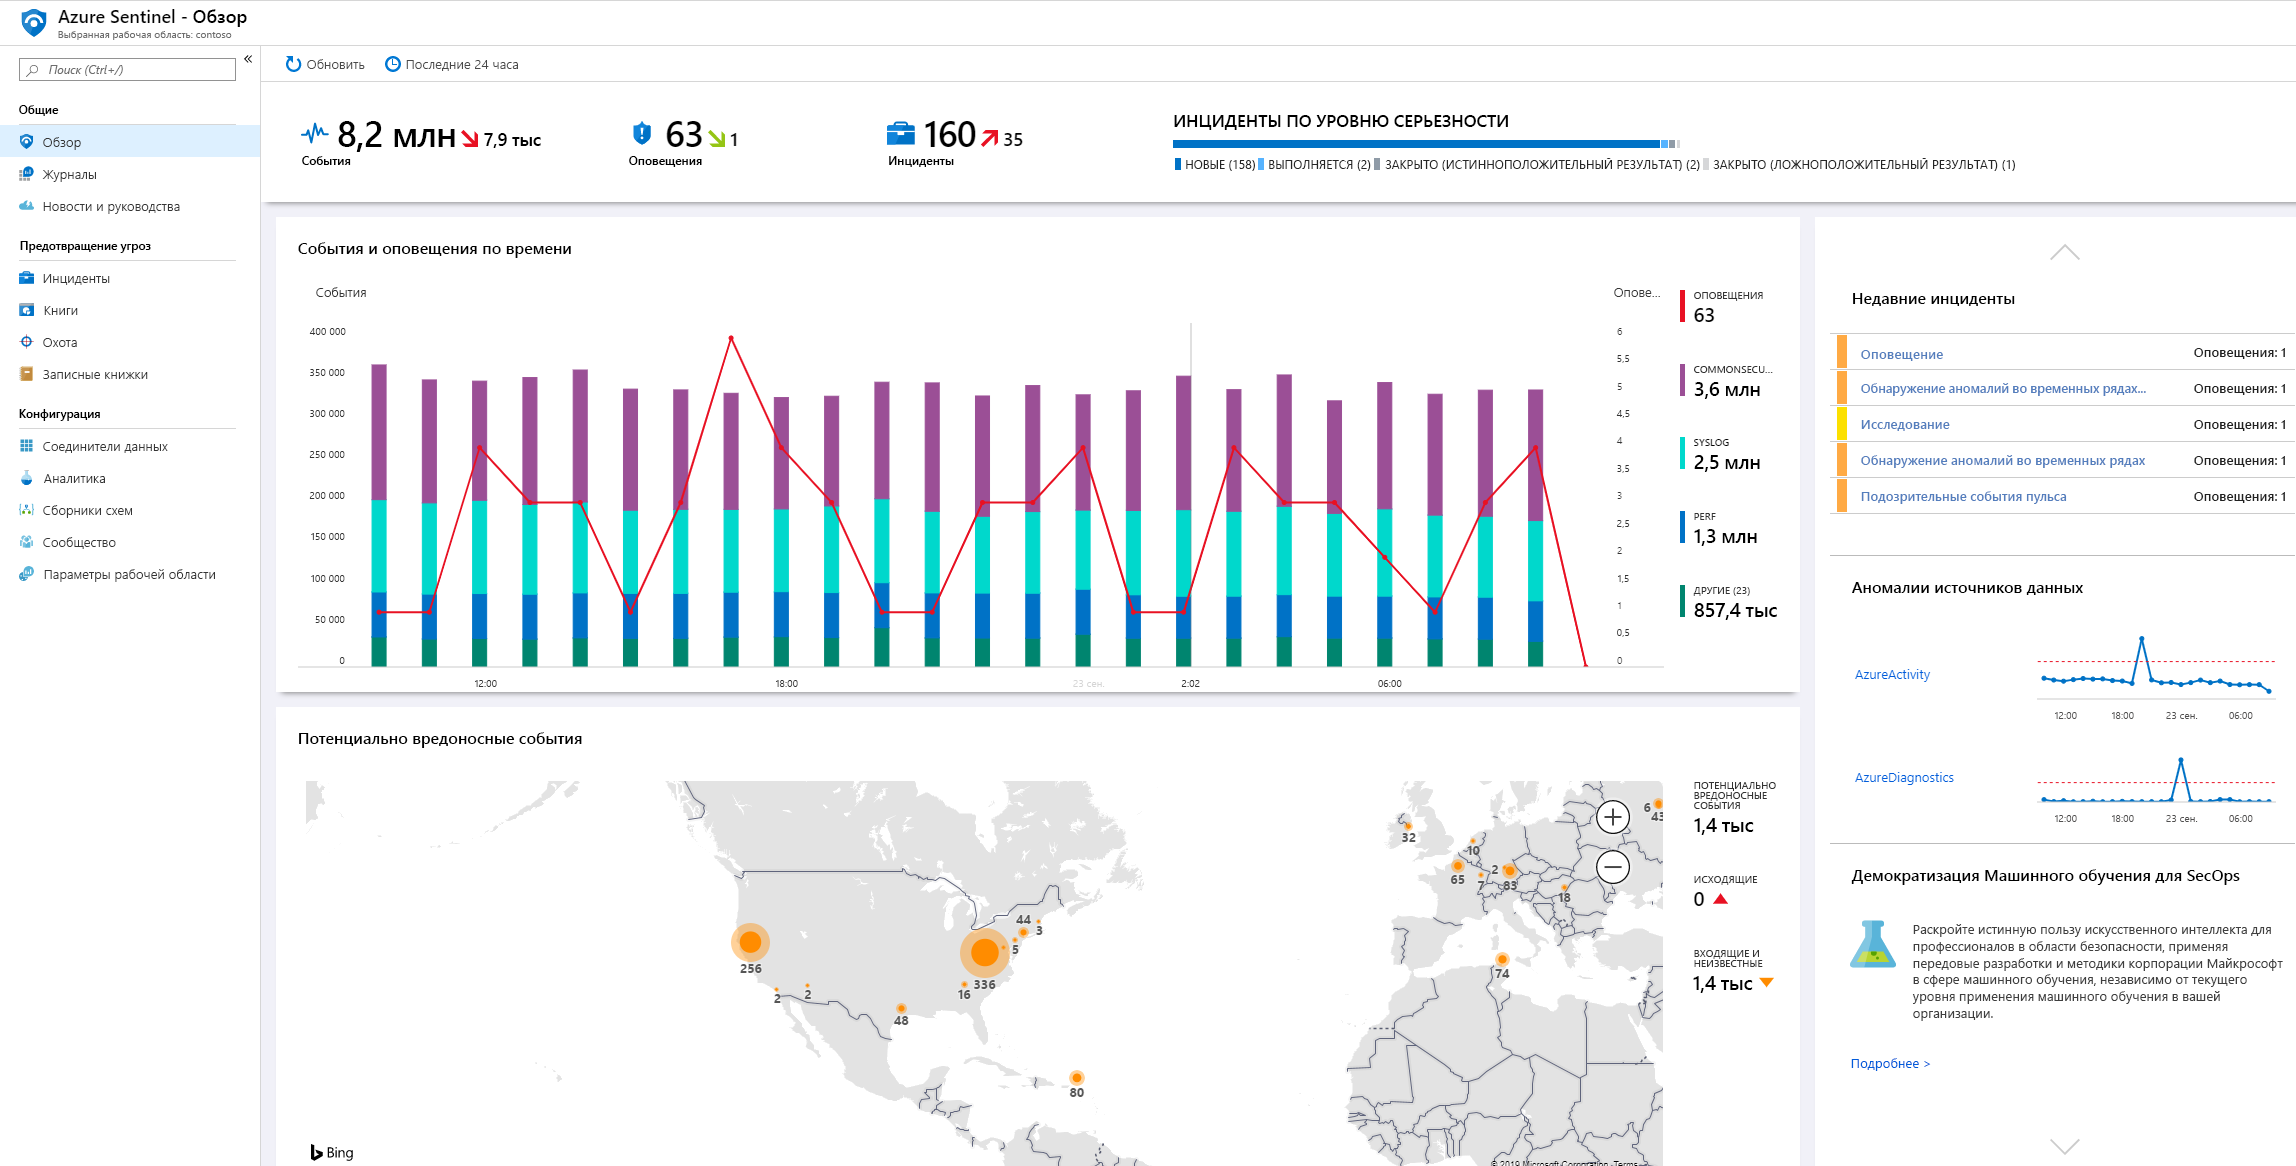 Azure Sentinel - Обзор
Выбранная рабочая область: contoso
Поиск (Ctrl+/)
«
Общие
Обзор
Журналы
Новости и руководства
Предотвращение угроз
Инциденты
Книги
Охота
Записные книжки
Конфигурация
Соединители данных
Аналитика
Сборники схем
Сообщество
Параметры рабочей области
Обновить
Последние 24 часа
8,2 млн 7,9 тыс
События
63 1
Оповещения
160 35
Инциденты
ИНЦИДЕНТЫ ПО УРОВНЮ СЕРЬЕЗНОСТИ
НОВЫЕ (158) ВЫПОЛНЯЕТСЯ (2) ЗАКРЫТО (ИСТИННОПОЛОЖИТЕЛЬНЫЙ РЕЗУЛЬТАТ) (2) ЗАКРЫТО (ЛОЖНОПОЛОЖИТЕЛЬНЫЙ РЕЗУЛЬТАТ) (1)
События и оповещения по времени
События
Опове...
400 000
350 000
300 000
250 000
200 000
150 000
100 000
50 000
0
6
5,5
5
4,5
4
3,5
3
2,5
2
1,5
1
0,5
0
12:00
18:00
23 сен.
2:02
06:00
ОПОВЕЩЕНИЯ
63
COMMONSECU...
3,6 млн
SYSLOG
2,5 млн
PERF
1,3 млн
ДРУГИЕ (23)
857,4 тыс
Потенциально вредоносные события
256
2
2
48
16
336
5
44
3
80
32
10
65
7
2
83
18
74
6
43
Bing
© 2019 Microsoft Corporation Terms
ПОТЕНЦИАЛЬНО
ВРЕДОНОСНЫЕ
СОБЫТИЯ
1,4 тыс
ИСХОДЯЩИЕ
0
ВХОДЯЩИЕ И
НЕИЗВЕСТНЫЕ
1,4 тыс
Недавние инциденты
Оповещение Оповещения: 1
Обнаружение аномалий во временных рядах... Оповещения: 1
Исследование Оповещения: 1
Обнаружение аномалий во временных рядах Оповещения: 1
Подозрительные события пульса Оповещения: 1
Аномалии источников данных
AzureActivity
12:00 18:00 23 сен. 06:00
AzureDiagnostics
12:00 18:00 23 сен. 06:00
Демократизация Машинного обучения для SecOps
Раскройте истинную пользу искусственного интеллекта для
профессионалов в области безопасности, применяя
передовые разработки и методики корпорации Майкрософт
в сфере машинного обучения, независимо от текущего
уровня применения машинного обучения в вашей
организации.
Подробнее >